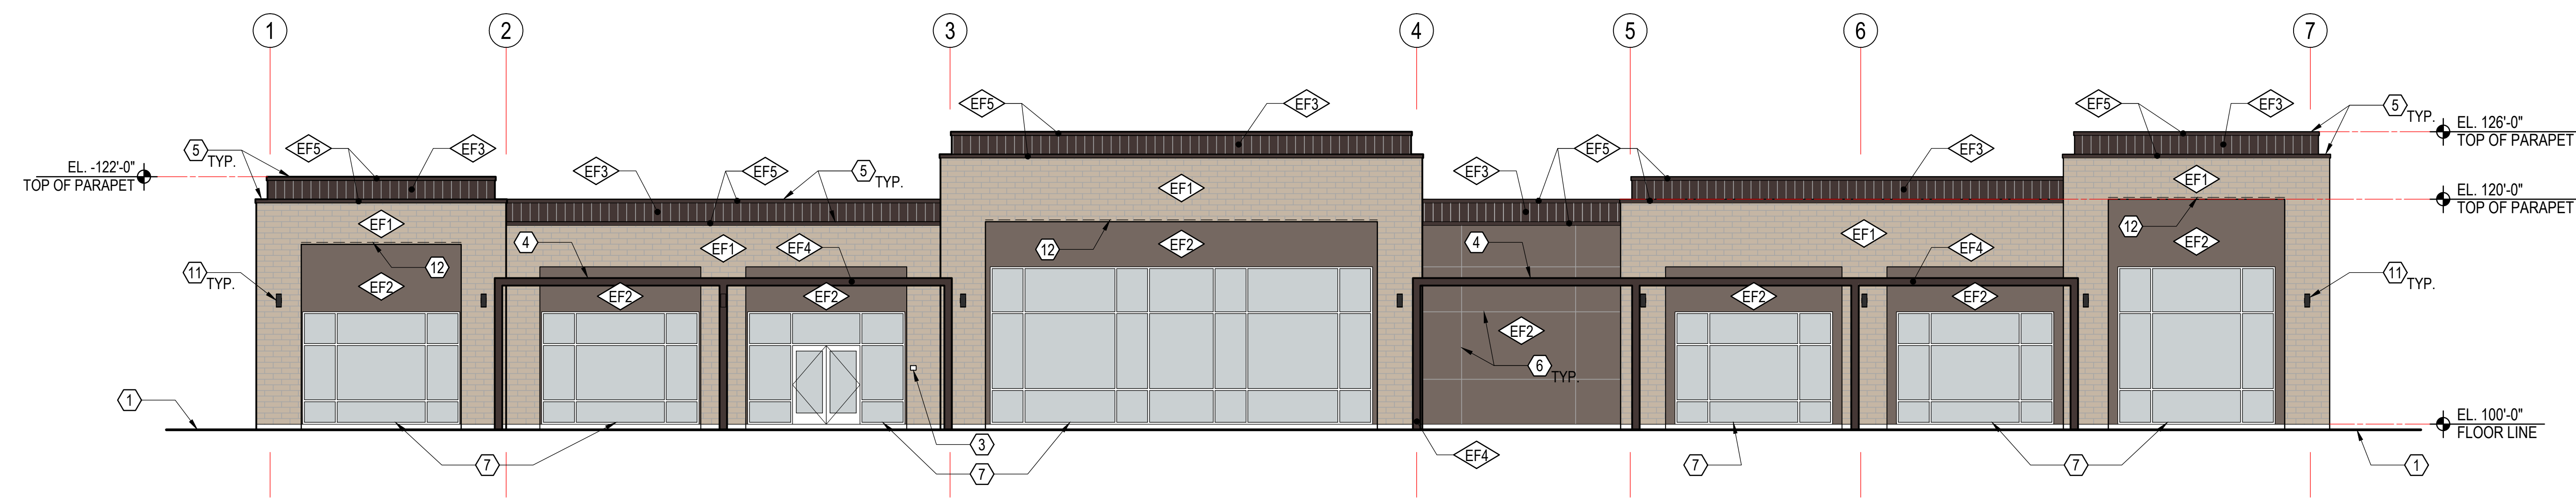 1 2 3 4 5 6 7
EF5 EF3 EF5 EF3 5 TYP.
EL. 126'-0"
TOP OF PARAPET
5 TYP. EF5 EF3 EF3 EF5 5 TYP. EF3 EF5 EF3
EL. -122'-0"
TOP OF PARAPET
EF1 EF1
EL. 120'-0"
TOP OF PARAPET
EF1 4 EF1 EF4 12 EF2 4 EF1 EF4 12 EF2
12
11 TYP. EF2 EF2 EF2 EF2 EF2 11 TYP.
EF2
6 TYP.
1
EL. 100'-0"
FLOOR LINE
3
EF4
7 7 7 7 1